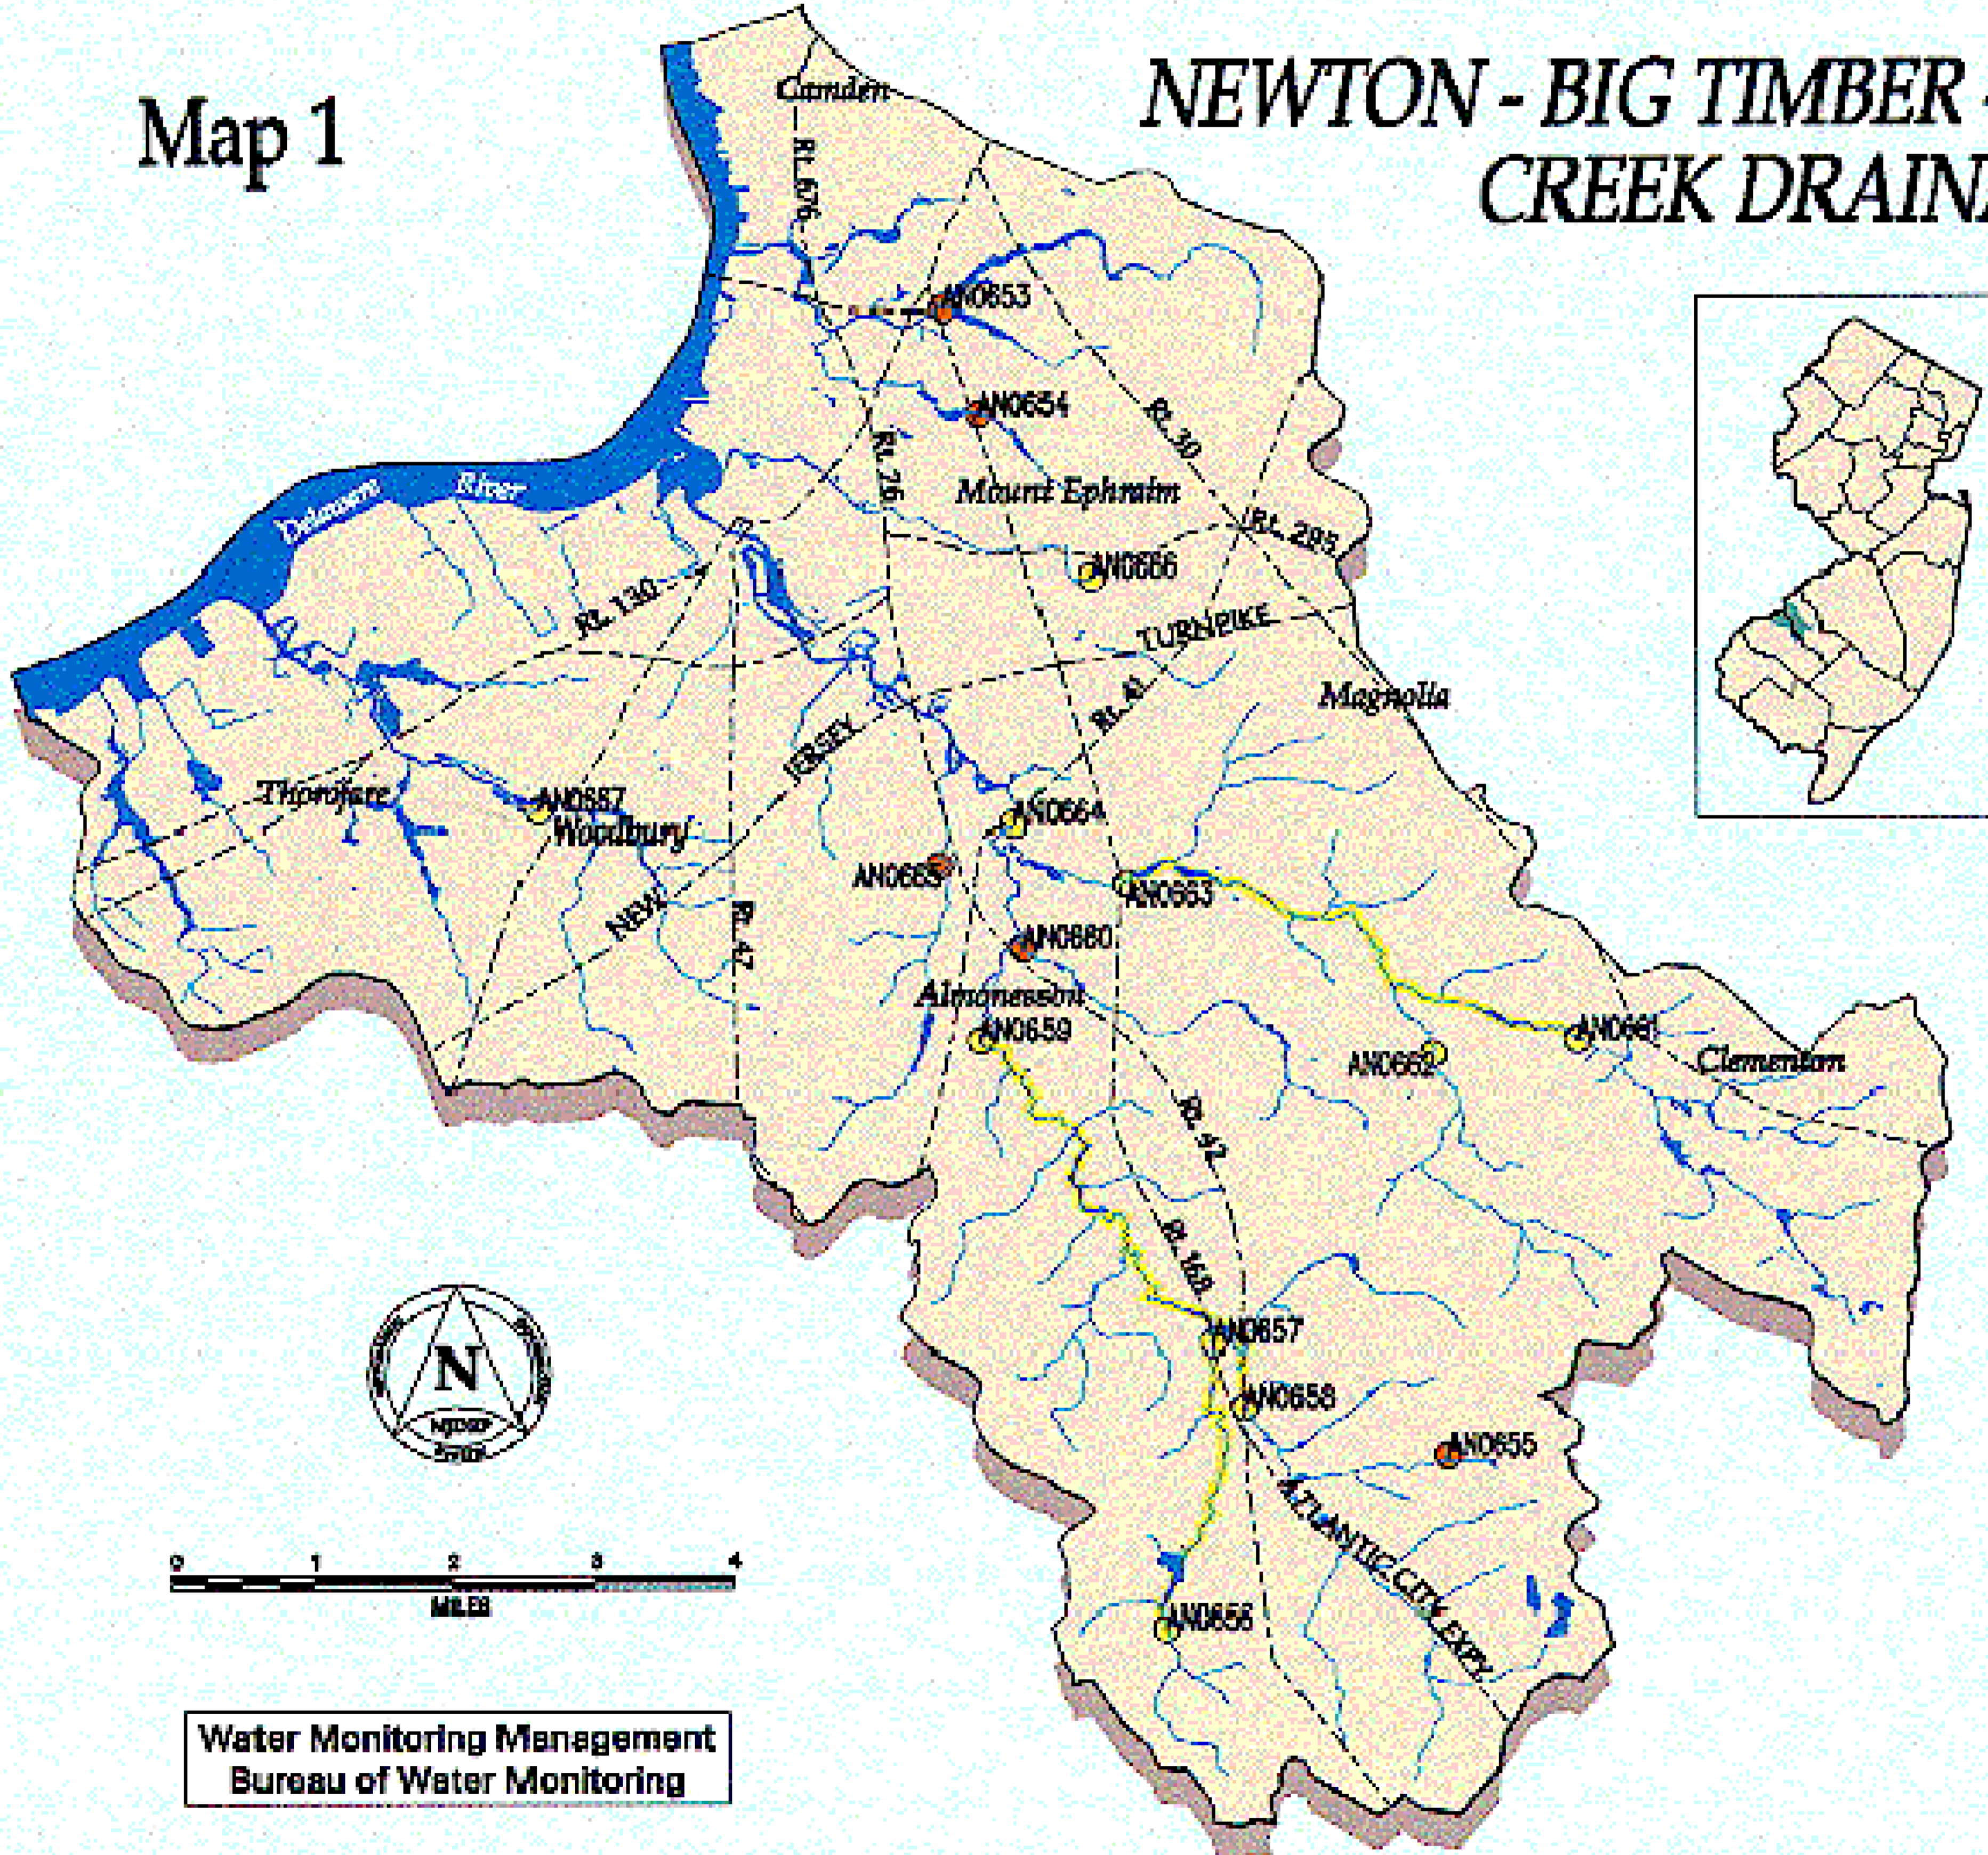 Map 1
NEWTON - BIG TIMBER -
CREEK DRAINA
Camden
Rt. 676
AN0653
AN0654
Rt. 30
Rt. 26
Mount Ephraim
Delaware River
Rt. 295
AN0666
Rt. 130
TURNPIKE
Rt. 41
Magnolia
JERSEY
Thorofare
AN0667
Woodbury
AN0664
AN0665
AN0663
NEW
Rt. 47
AN0660
Almonesson
AN0659
AN0661
AN0662
Clementon
Rt. 42
Rt. 168
AN0657
AN0658
AN0655
ATLANTIC CITY EXPY
AN0656
N
0 1 2 3 4
MILES
Water Monitoring Management
Bureau of Water Monitoring